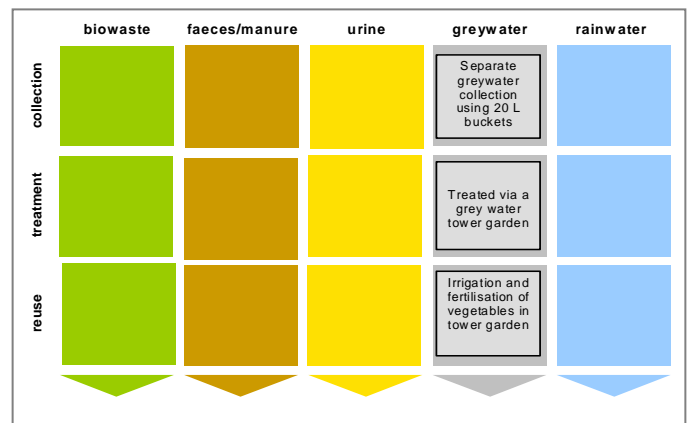 biowaste faeces/manure urine greywater rainwater
collection
Separate
greywater
collection
using 20 L
buckets
treatment
Treated via a
grey water
tower garden
reuse
Irrigation and
fertilisation of
vegetables in
tower garden